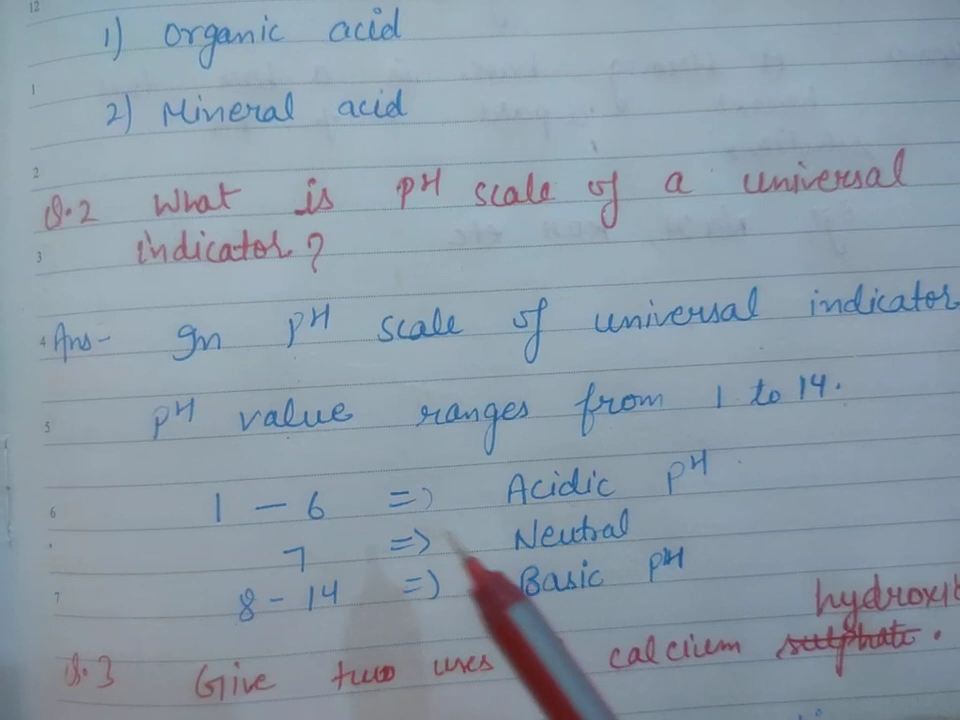 1) organic acid
2) Mineral acid
Q.2 What is pH scale of a universal
indicator?
Ans- In pH scale of universal indicator
pH value ranges from 1 to 14.
1 - 6 => Acidic pH
7 => Neutral
8 - 14 => Basic pH
hydroxi
Q.3 Give two uses calcium sulphate.